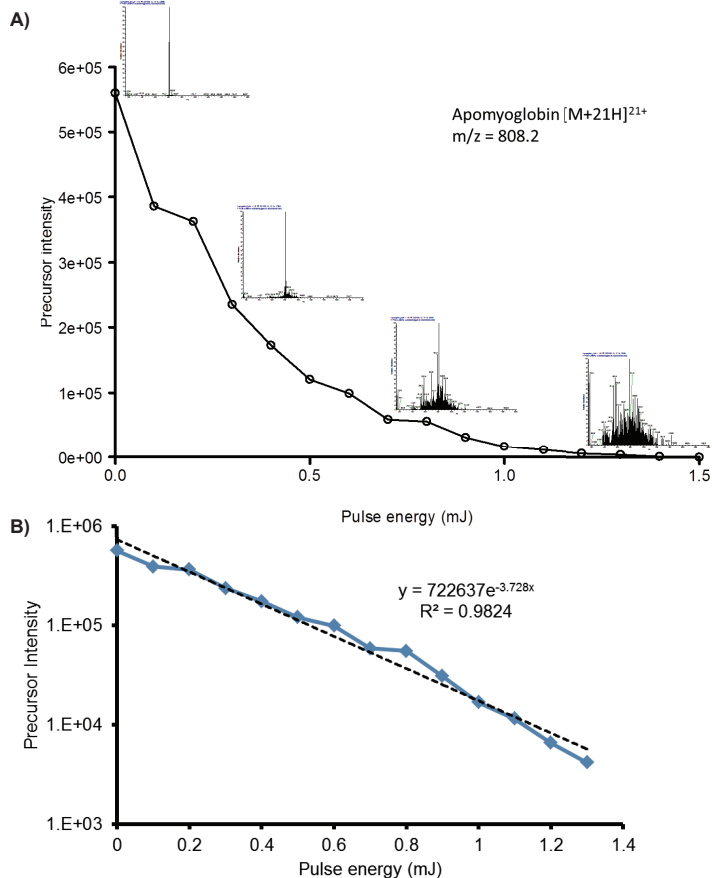 A)
6e+05
5e+05
4e+05
3e+05
2e+05
1e+05
0e+00
Precursor intensity
Apomyoglobin [M+21H]21+
m/z = 808.2
0.0
0.5
1.0
1.5
Pulse energy (mJ)
B)
1.E+06
1.E+05
1.E+04
1.E+03
Precursor Intensity
y = 722637e-3.728x
R² = 0.9824
0
0.2
0.4
0.6
0.8
1
1.2
1.4
Pulse energy (mJ)